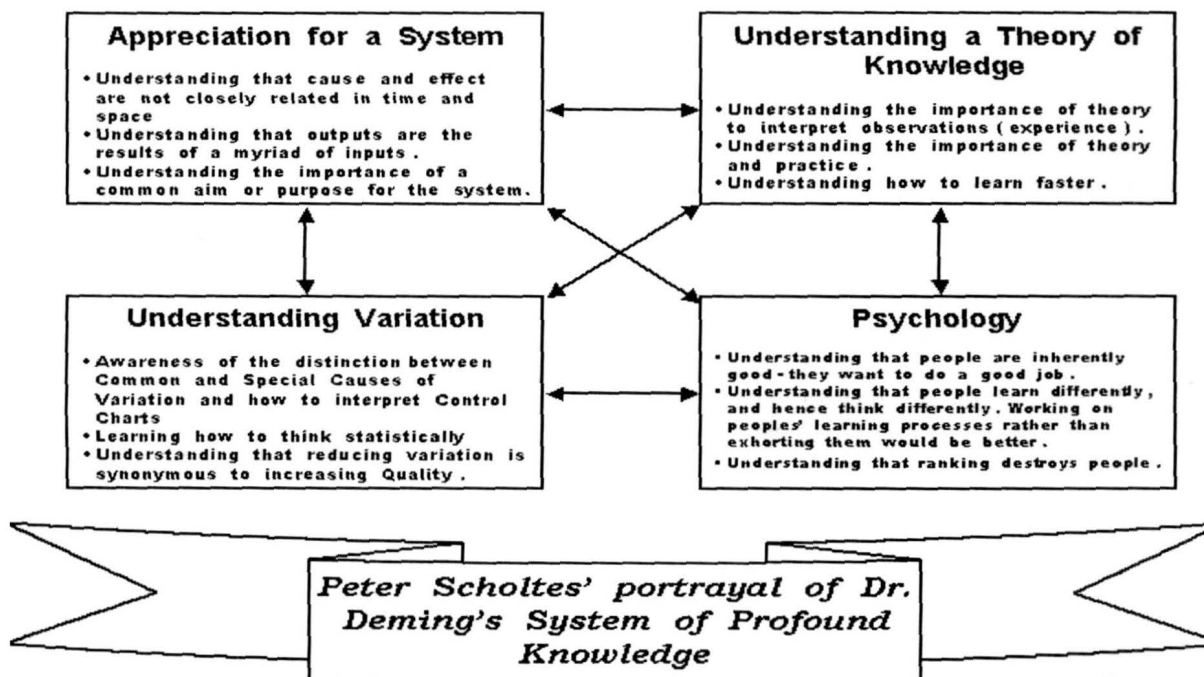 Appreciation for a System
• Understanding that cause and effect
are not closely related in time and
space
• Understanding that outputs are the
results of a myriad of inputs.
• Understanding the importance of a
common aim or purpose for the system.
Understanding a Theory of
Knowledge
• Understanding the importance of theory
to interpret observations (experience).
• Understanding the importance of theory
and practice.
• Understanding how to learn faster.
Understanding Variation
• Awareness of the distinction between
Common and Special Causes of
Variation and how to interpret Control
Charts
• Learning how to think statistically
• Understanding that reducing variation is
synonymous to increasing Quality.
Psychology
• Understanding that people are inherently
good-they want to do a good job.
• Understanding that people learn differently,
and hence think differently. Working on
peoples' learning processes rather than
exhorting them would be better.
• Understanding that ranking destroys people.
Peter Scholtes' portrayal of Dr.
Deming's System of Profound
Knowledge